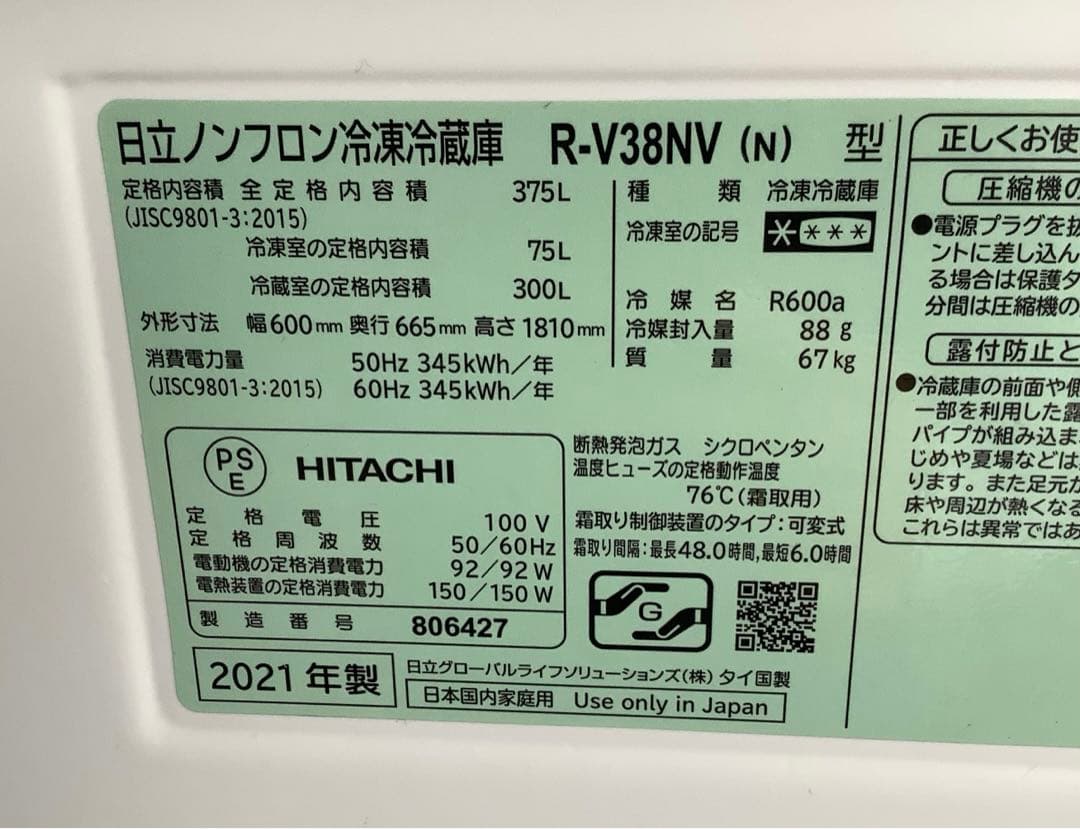 日立ノンフロン冷凍冷蔵庫 R-V38NV (N) 型
定格内容積 全定格内容積 375L
(JISC9801-3:2015)
冷凍室の定格内容積 75L
冷蔵室の定格内容積 300L
外形寸法 幅600mm 奥行665mm 高さ1810mm
消費電力量 50Hz 345kWh/年
(JISC9801-3:2015) 60Hz 345kWh/年
種類 冷凍冷蔵庫
冷凍室の記号 ****
冷媒名 R600a
冷媒封入量 88g
質量 67kg
PS
E
HITACHI
定格電圧 100V
定格周波数 50/60Hz
電動機の定格消費電力 92/92W
電熱装置の定格消費電力 150/150W
製造番号 806427
断熱発泡ガス シクロペンタン
温度ヒューズの定格動作温度
76℃(霜取用)
霜取り制御装置のタイプ:可変式
霜取り間隔:最長48.0時間,最短6.0時間
G
2021年製
日立グローバルライフソリューションズ(株) タイ国製
日本国内家庭用 Use only in Japan
正しくお使
圧縮機の
●電源プラグを抜
ントに差し込ん
る場合は保護
分間は圧縮機の
露付防止と
●冷蔵庫の前面や側
一部を利用した露
パイプが組み込ま
じめや夏場などは
ります。また足元が
床や周辺が熱くなる
これらは異常ではあ